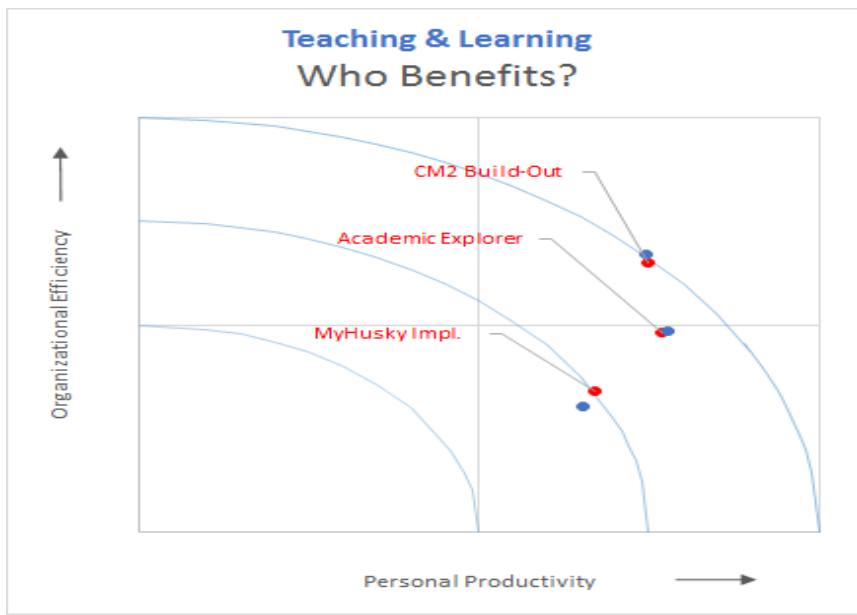 Teaching & Learning
Who Benefits?
CM2 Build-Out
Academic Explorer
MyHusky Impl.
Organizational Efficiency
Personal Productivity